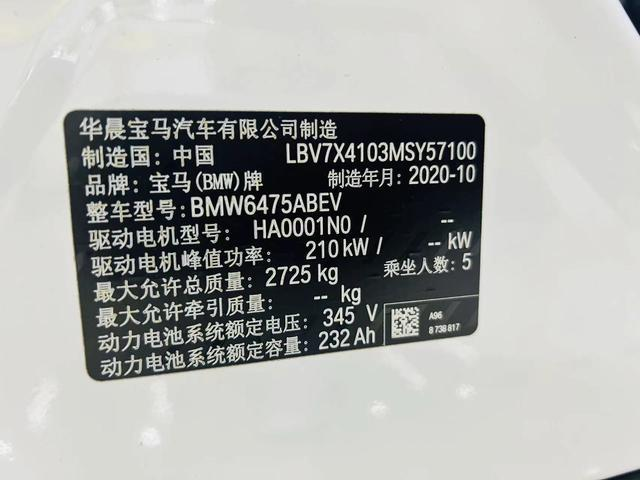 华晨宝马汽车有限公司制造
制造国：中国 LBV7X4103MSY57100
品牌：宝马(BMW)牌 制造年月：2020-10
整车型号：BMW6475ABEV
驱动电机型号： HA0001N0 / --
驱动电机峰值功率： 210 kW / -- kW
最大允许总质量： 2725 kg 乘坐人数：5
最大允许牵引质量： -- kg
动力电池系统额定电压： 345 V
动力电池系统额定容量： 232 Ah
A96
8 738 817